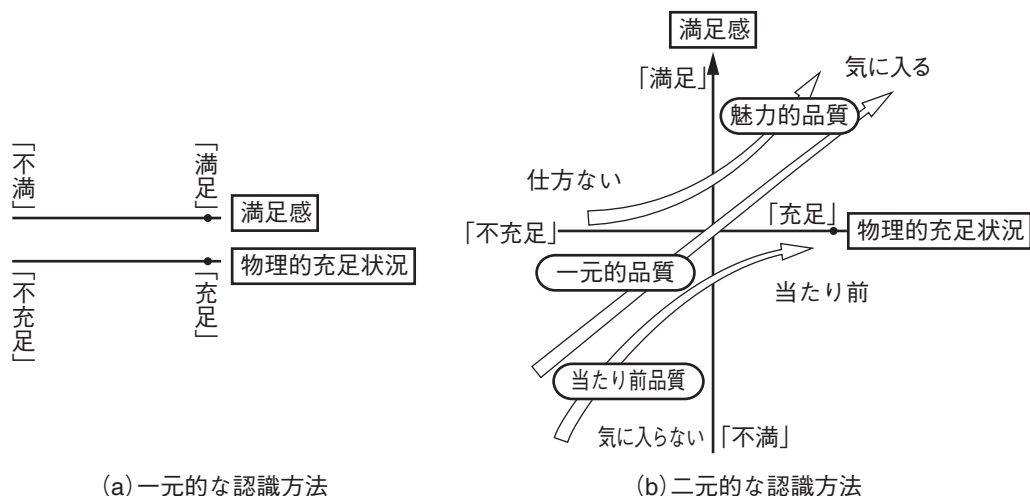 「不満」
「満足」
満足感
物理的充足状況
「不充足」
「充足」
(a)一元的な認識方法
満足感
「満足」
気に入る
魅力的品質
仕方ない
「不充足」
「充足」
物理的充足状況
一元的品質
当たり前
当たり前品質
気に入らない
「不満」
(b)二元的な認識方法